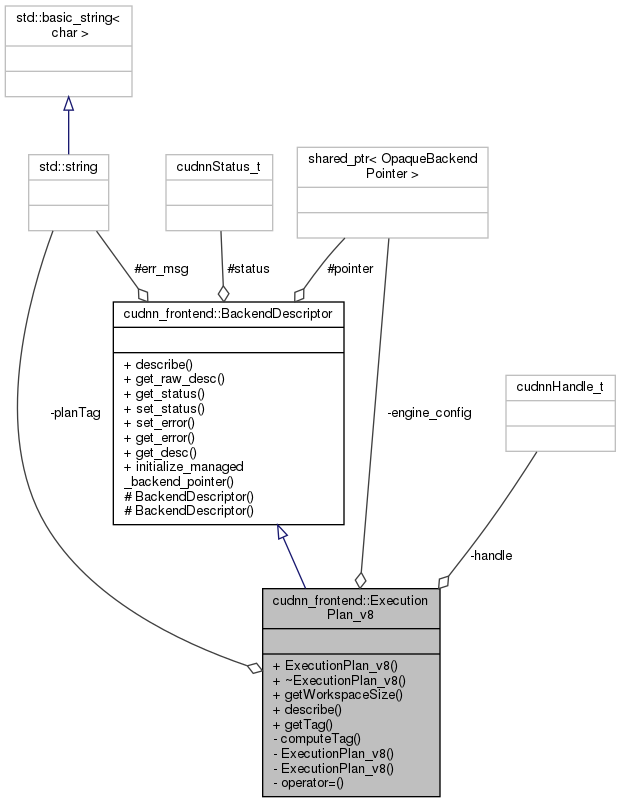 std::basic_string<
char >
std::string
cudnnStatus_t
shared_ptr< OpaqueBackend
Pointer >
#err_msg
#status
#pointer
cudnn_frontend::BackendDescriptor
+ describe()
+ get_raw_desc()
+ get_status()
+ set_status()
+ set_error()
+ get_error()
+ get_desc()
+ initialize_managed
_backend_pointer()
# BackendDescriptor()
# BackendDescriptor()
cudnnHandle_t
-planTag
-engine_config
-handle
cudnn_frontend::Execution
Plan_v8
+ ExecutionPlan_v8()
+ ~ExecutionPlan_v8()
+ getWorkspaceSize()
+ describe()
+ getTag()
- computeTag()
- ExecutionPlan_v8()
- ExecutionPlan_v8()
- operator=()